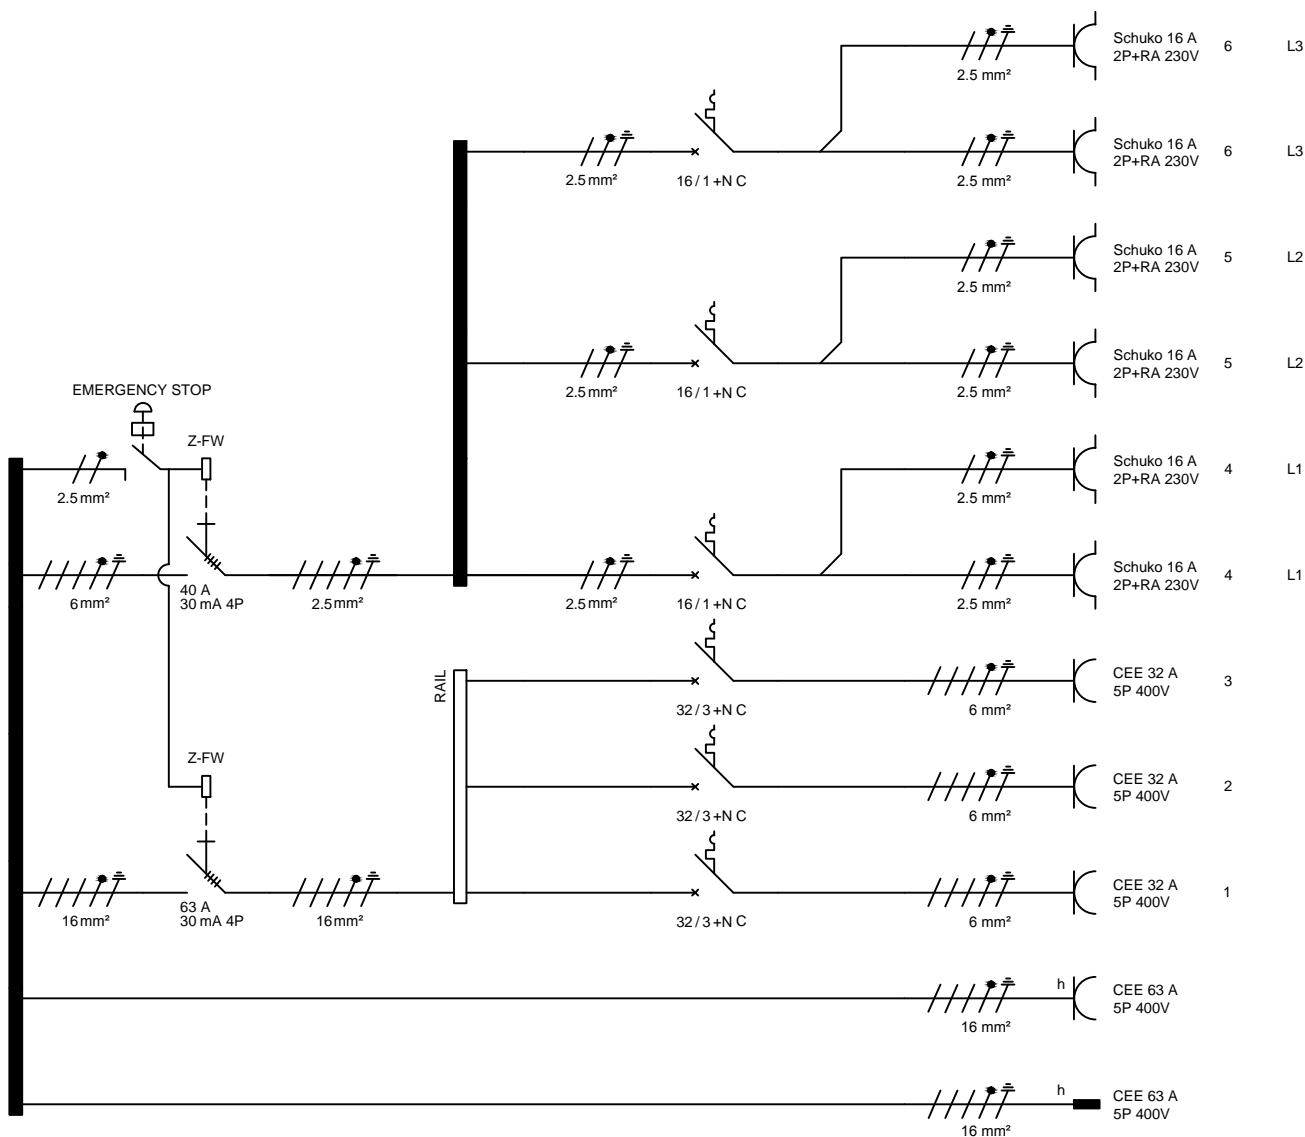 Schuko 16 A 6 L3
2P+RA 230V
2.5 mm²
Schuko 16 A 6 L3
2P+RA 230V
2.5 mm² 16/1+N C 2.5 mm²
Schuko 16 A 5 L2
2P+RA 230V
2.5 mm²
Schuko 16 A 5 L2
2P+RA 230V
2.5 mm² 16/1+N C 2.5 mm²
EMERGENCY STOP
Z-FW
Schuko 16 A 4 L1
2P+RA 230V
2.5 mm² 2.5 mm²
Schuko 16 A 4 L1
2P+RA 230V
40 A
6 mm² 30 mA 4P 2.5 mm² 2.5 mm² 16/1+N C 2.5 mm²
RAIL
CEE 32 A 3
5P 400V
32/3+N C 6 mm²
Z-FW
CEE 32 A 2
5P 400V
32/3+N C 6 mm²
CEE 32 A 1
5P 400V
63 A
16 mm² 30 mA 4P 16 mm² 32/3+N C 6 mm²
h CEE 63 A
5P 400V
16 mm²
h CEE 63 A
5P 400V
16 mm²